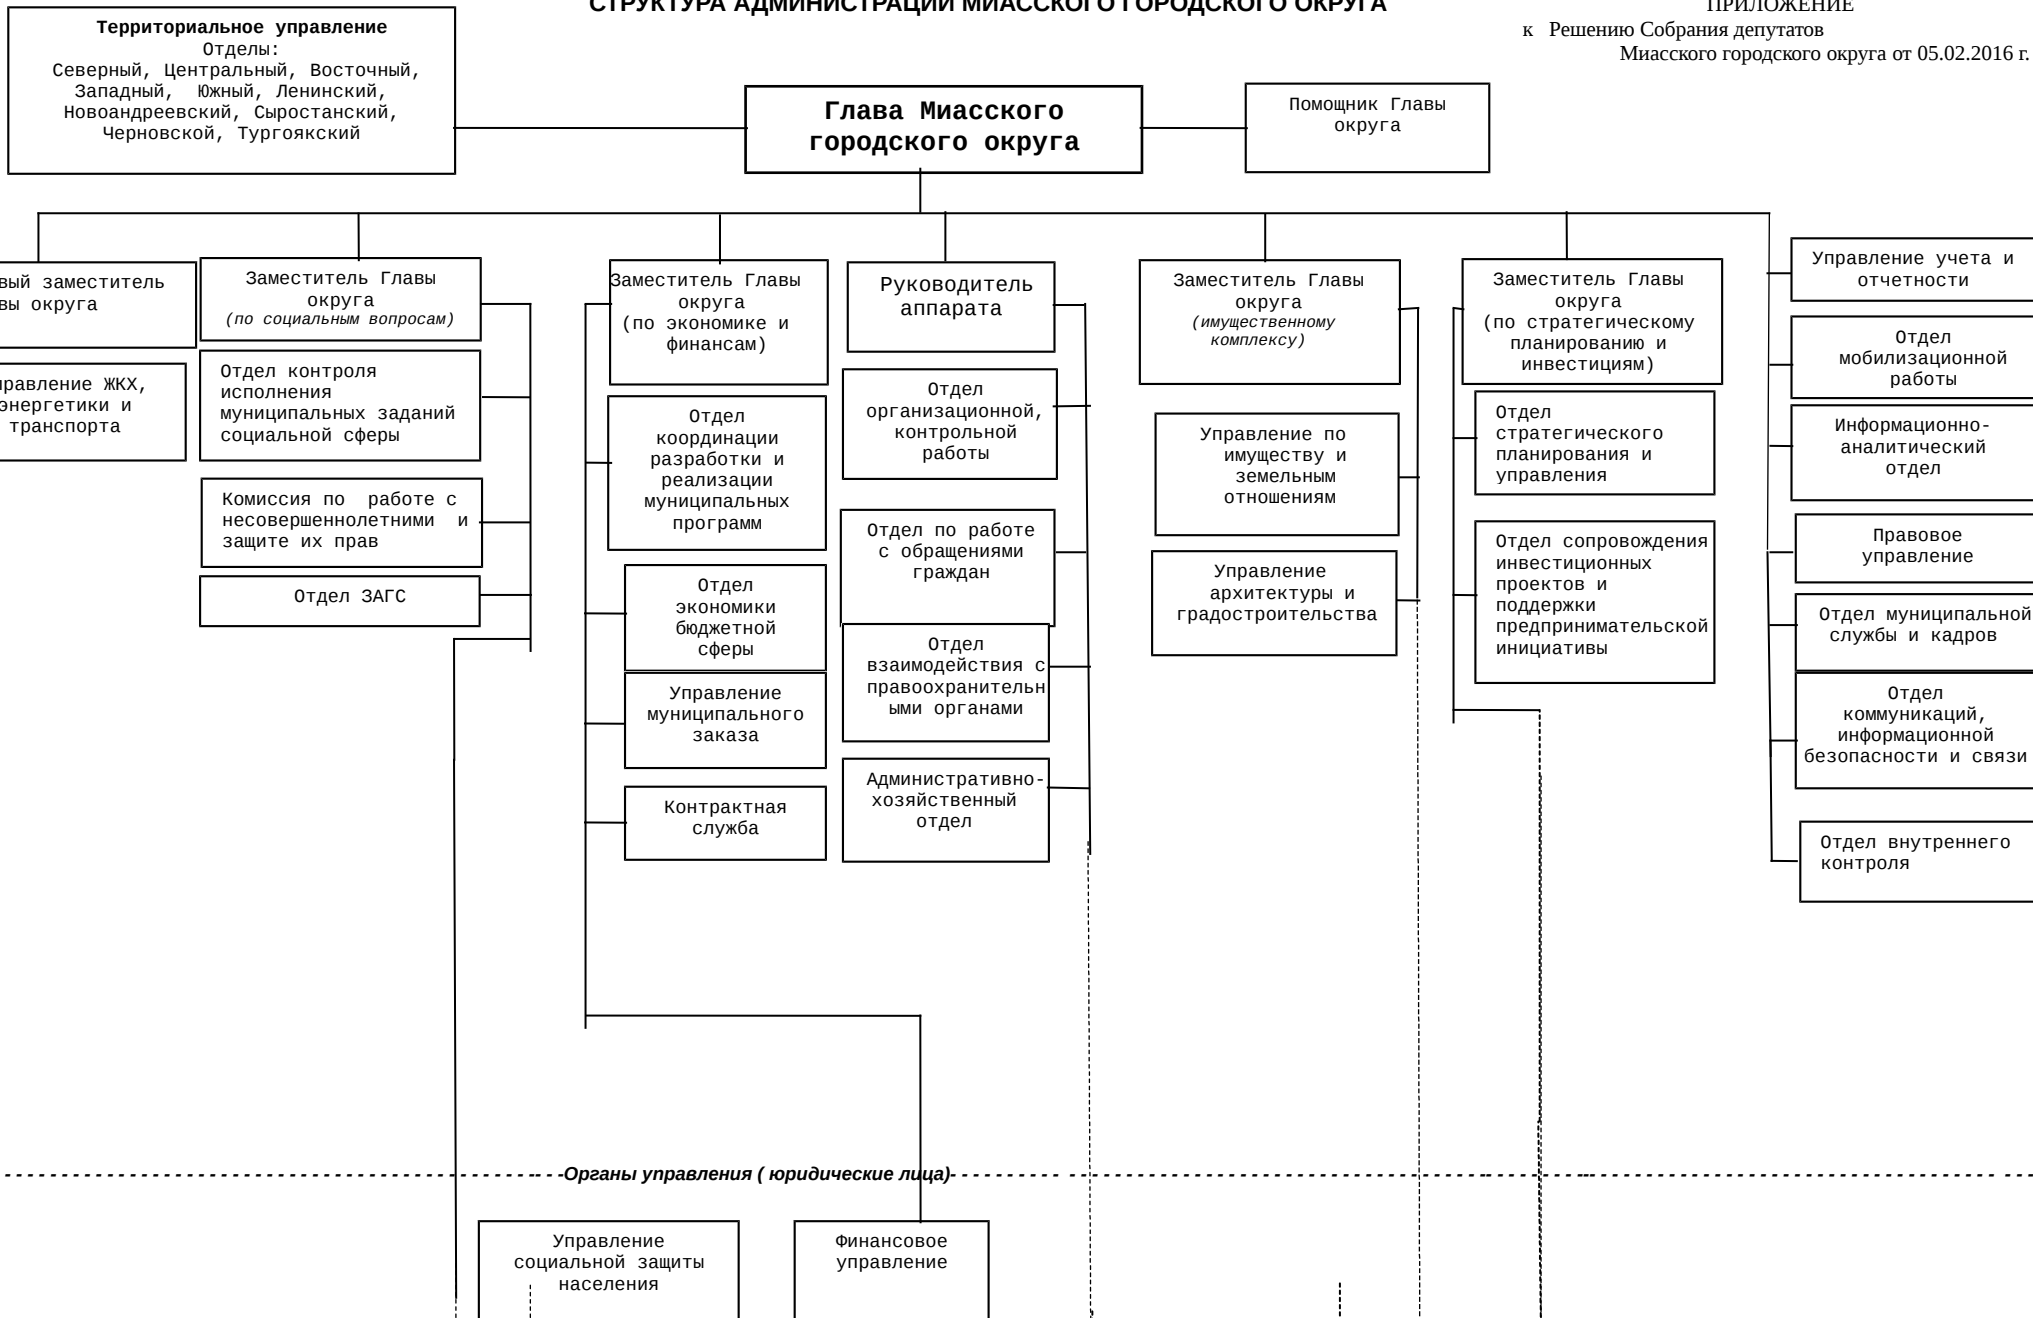 СТРУКТУРА АДМИНИСТРАЦИИ МИАССКОГО ГОРОДСКОГО ОКРУГА
ПРИЛОЖЕНИЕ
к Решению Собрания депутатов
Миасского городского округа от 05.02.2016 г.
Территориальное управление
Отделы:
Северный, Центральный, Восточный,
Западный, Южный, Ленинский,
Новоандреевский, Сыростанский,
Черновской, Тургоякский
Глава Миасского
городского округа
Помощник Главы
округа
вый заместитель
вы округа
равление ЖКХ,
энергетики и
транспорта
Заместитель Главы
округа
(по социальным вопросам)
Отдел контроля
исполнения
муниципальных заданий
социальной сферы
Комиссия по работе с
несовершеннолетними и
защите их прав
Отдел ЗАГС
Заместитель Главы
округа
(по экономике и
финансам)
Отдел
координации
разработки и
реализации
муниципальных
программ
Отдел
экономики
бюджетной
сферы
Управление
муниципального
заказа
Контрактная
служба
Руководитель
аппарата
Отдел
организационной,
контрольной
работы
Отдел по работе
с обращениями
граждан
Отдел
взаимодействия с
правоохранительн
ыми органами
Административно-
хозяйственный
отдел
Заместитель Главы
округа
(имущественному
комплексу)
Управление по
имуществу и
земельным
отношениям
Управление
архитектуры и
градостроительства
Заместитель Главы
округа
(по стратегическому
планированию и
инвестициям)
Отдел
стратегического
планирования и
управления
Отдел сопровождения
инвестиционных
проектов и
поддержки
предпринимательской
инициативы
Управление учета и
отчетности
Отдел
мобилизационной
работы
Информационно-
аналитический
отдел
Правовое
управление
Отдел муниципальной
службы и кадров
Отдел
коммуникаций,
информационной
безопасности и связи
Отдел внутреннего
контроля
Органы управления ( юридические лица)
Управление
социальной защиты
населения
Финансовое
управление